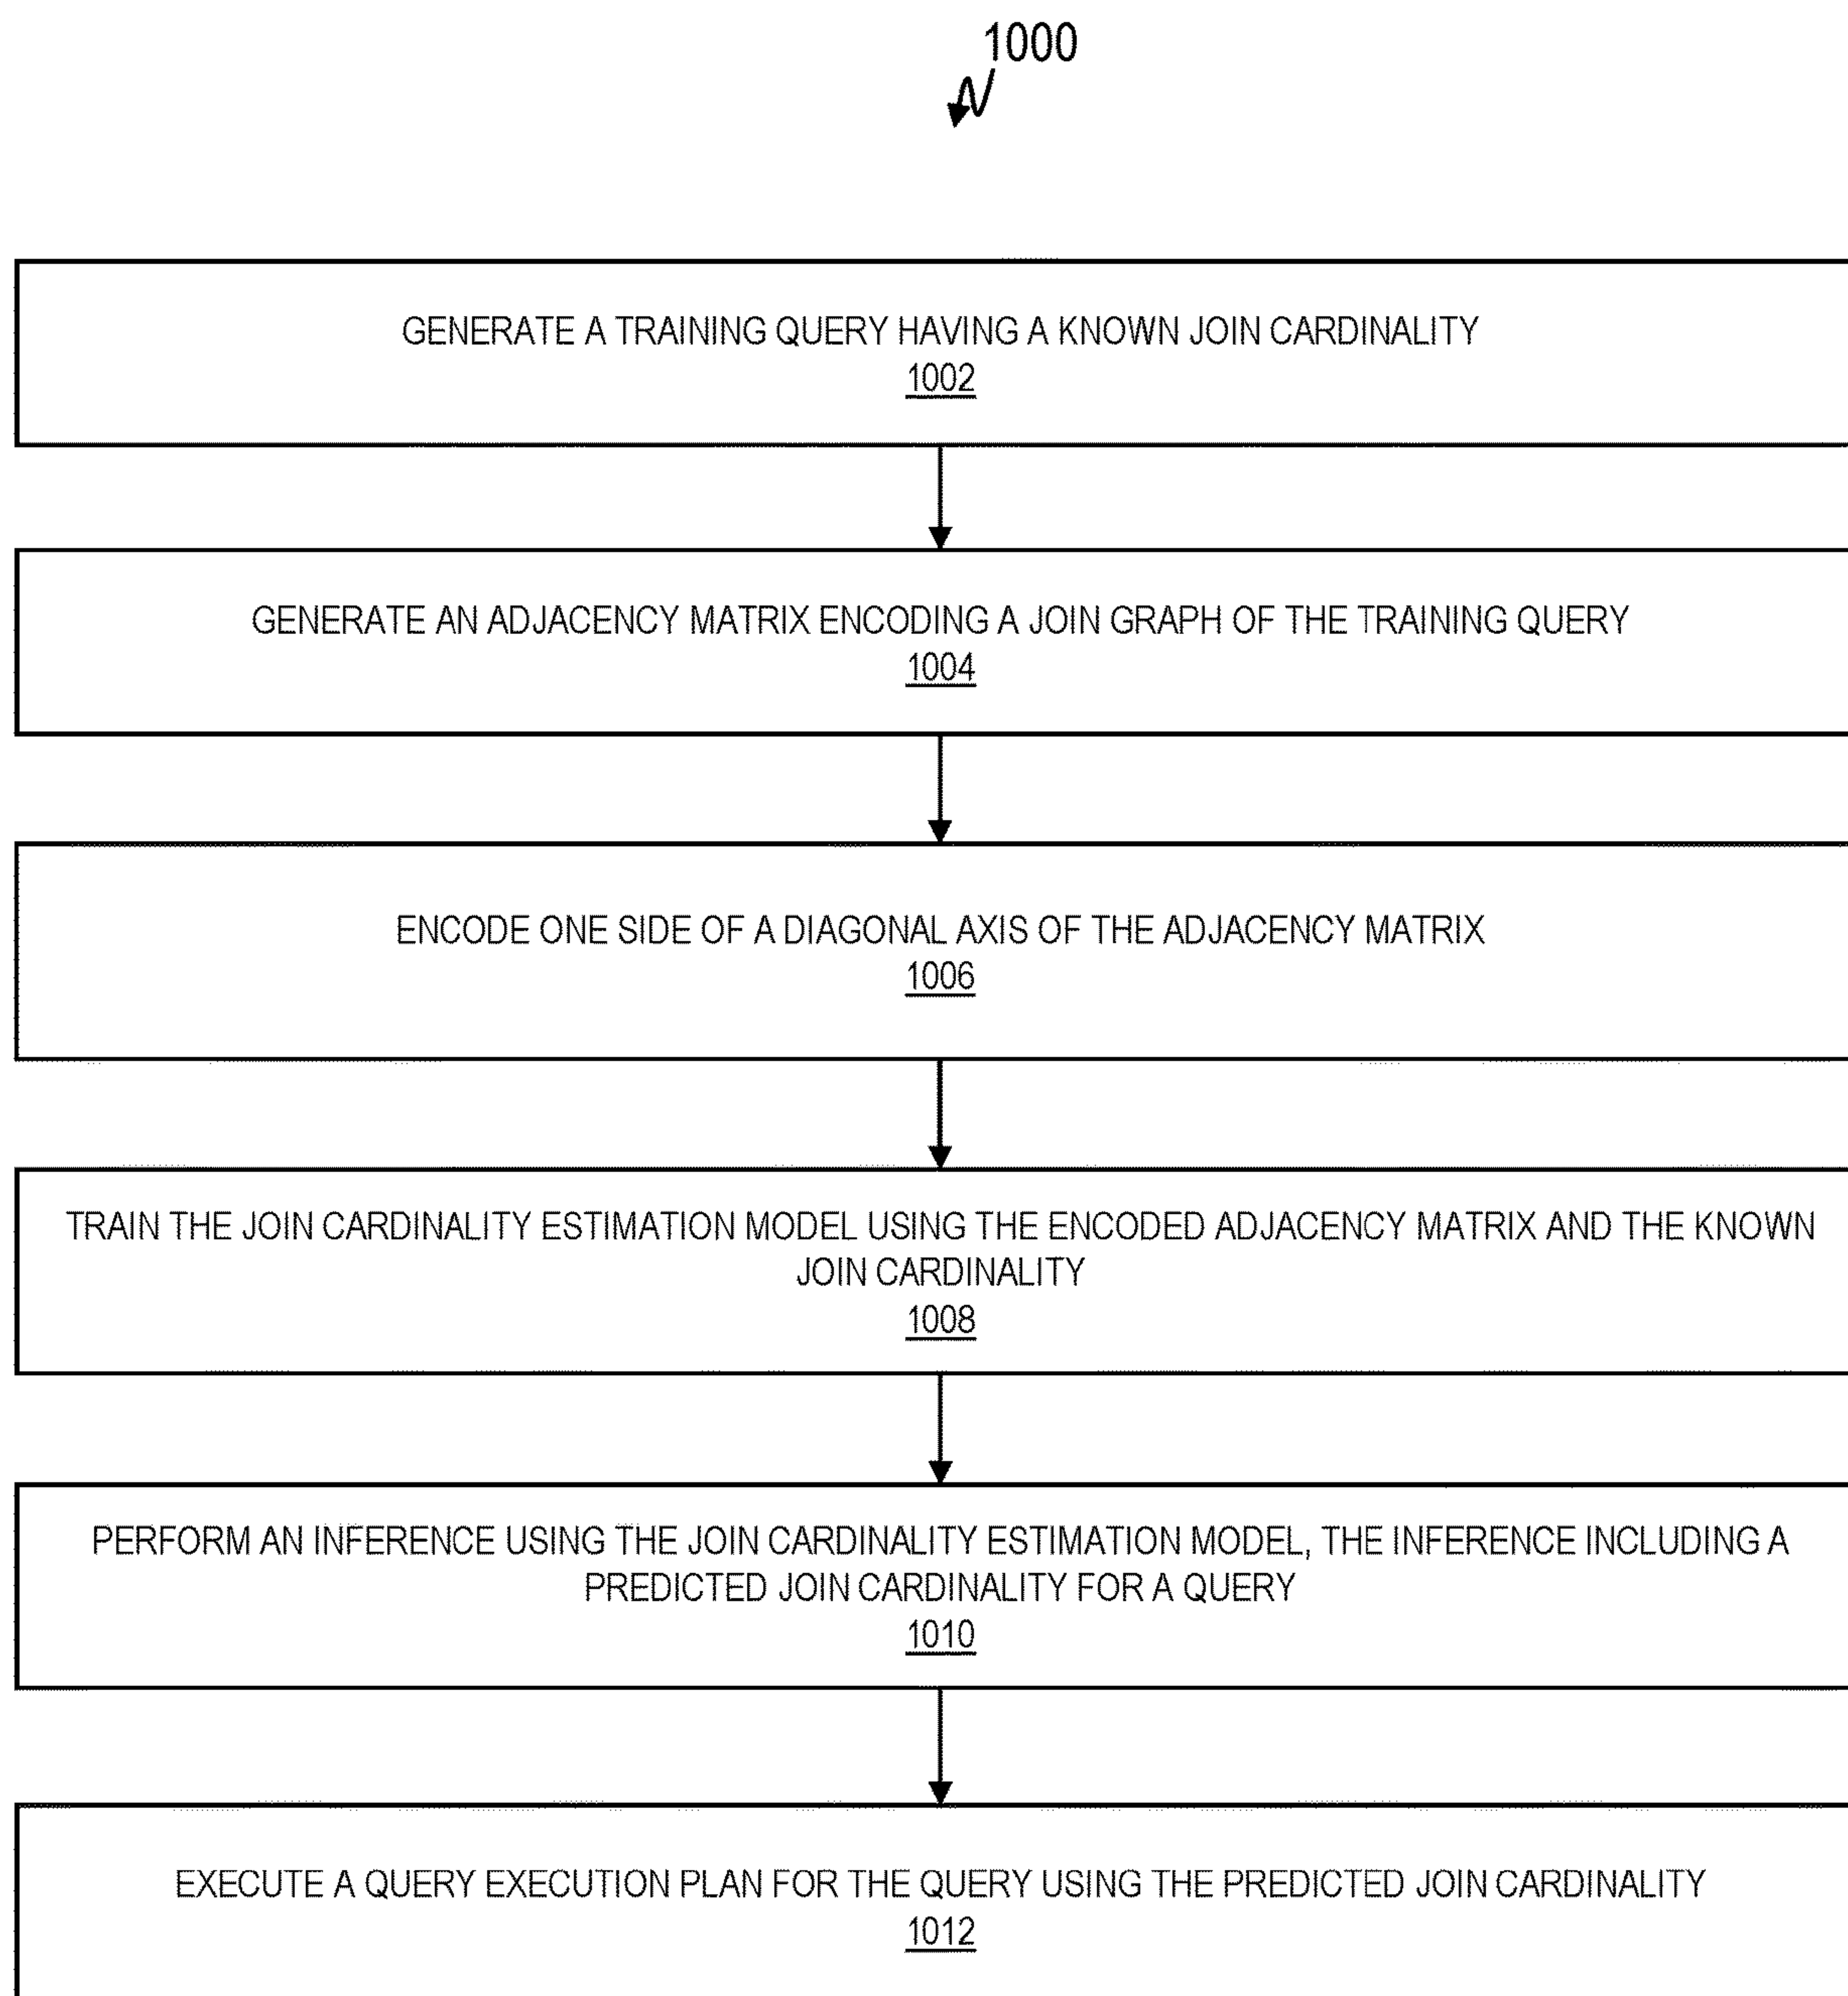 1000
GENERATE A TRAINING QUERY HAVING A KNOWN JOIN CARDINALITY
1002
GENERATE AN ADJACENCY MATRIX ENCODING A JOIN GRAPH OF THE TRAINING QUERY
1004
ENCODE ONE SIDE OF A DIAGONAL AXIS OF THE ADJACENCY MATRIX
1006
TRAIN THE JOIN CARDINALITY ESTIMATION MODEL USING THE ENCODED ADJACENCY MATRIX AND THE KNOWN
JOIN CARDINALITY
1008
PERFORM AN INFERENCE USING THE JOIN CARDINALITY ESTIMATION MODEL, THE INFERENCE INCLUDING A
PREDICTED JOIN CARDINALITY FOR A QUERY
1010
EXECUTE A QUERY EXECUTION PLAN FOR THE QUERY USING THE PREDICTED JOIN CARDINALITY
1012